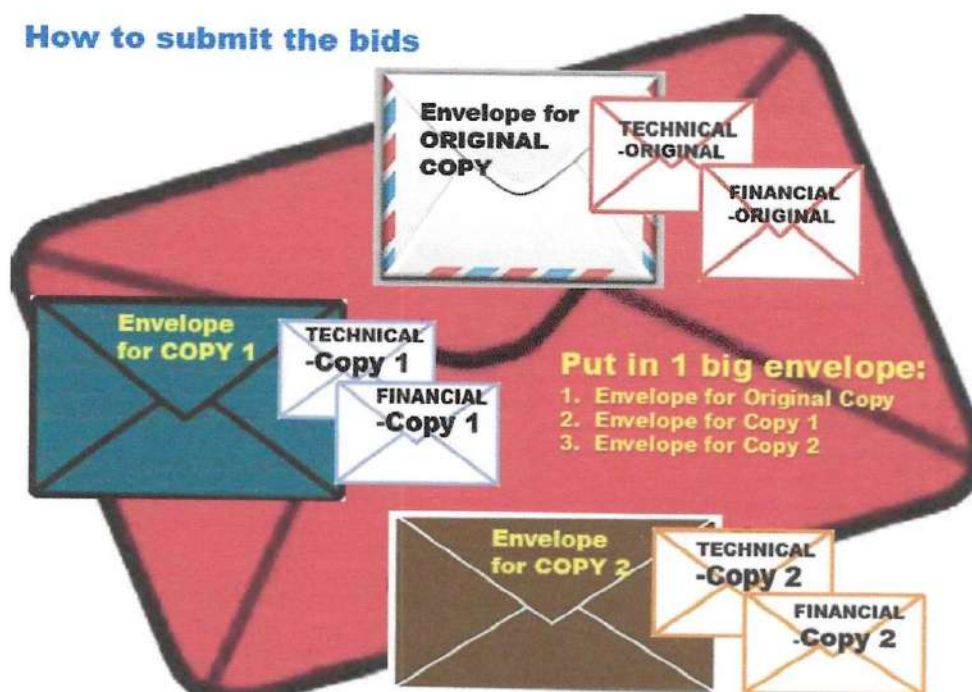 How to submit the bids
Envelope for
ORIGINAL
COPY
TECHNICAL
-ORIGINAL
FINANCIAL
-ORIGINAL
Envelope
for COPY 1
TECHNICAL
-Copy 1
FINANCIAL
-Copy 1
Put in 1 big envelope:
1. Envelope for Original Copy
2. Envelope for Copy 1
3. Envelope for Copy 2
Envelope
for COPY 2
TECHNICAL
-Copy 2
FINANCIAL
-Copy 2